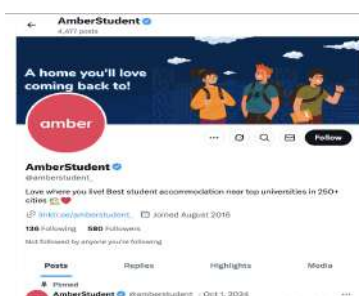 AmberStudent
4,477 posts
A home you'll love
coming back to!
amber
Follow
AmberStudent
@amberstudent_
Love where you live! Best student accommodation near top universities in 250+
cities
linktr.ee/amberstudent_ Joined August 2016
136 Following 580 Followers
Not followed by anyone you're following
Posts Replies Highlights Media
Pinned
AmberStudent @amberstudent_ · Oct 1, 2024